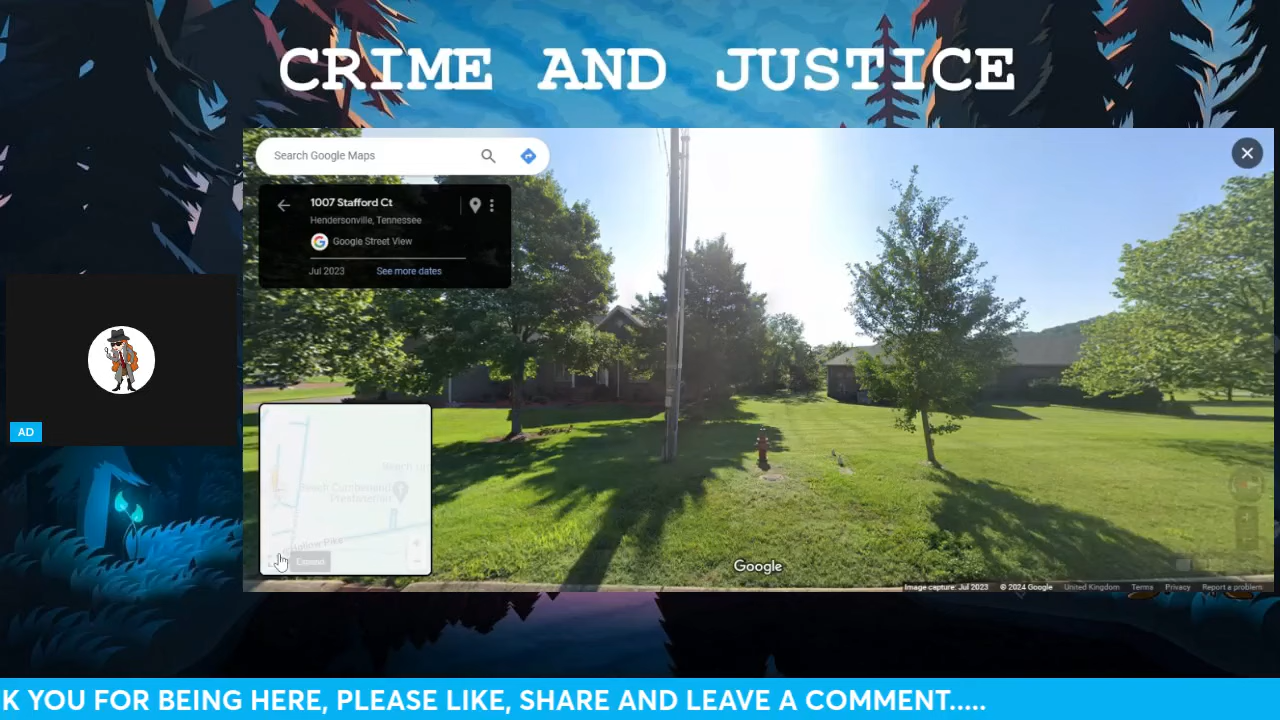 CRIME AND JUSTICE
Search Google Maps
1007 Stafford Ct
Hendersonville, Tennessee
Google Street View
Jul 2023
See more dates
AD
Google
Image capture: Jul 2023 © 2024 Google United Kingdom Terms Privacy Report a problem
K YOU FOR BEING HERE, PLEASE LIKE, SHARE AND LEAVE A COMMENT.....